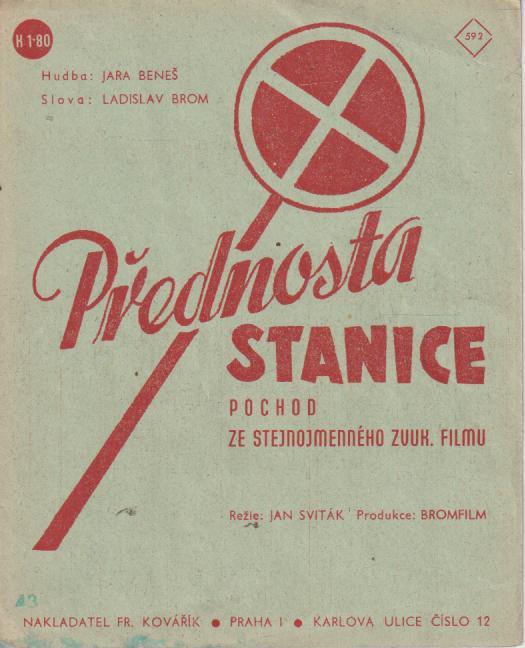 K 1·80
592
Hudba: JARA BENEŠ
Slova: LADISLAV BROM
Přednosta
STANICE
POCHOD
ZE STEJNOJMENNÉHO ZVUK. FILMU
Režie: JAN SVITÁK Produkce: BROMFILM
43
NAKLADATEL FR. KOVÁŘÍK ● PRAHA I ● KARLOVA ULICE ČÍSLO 12